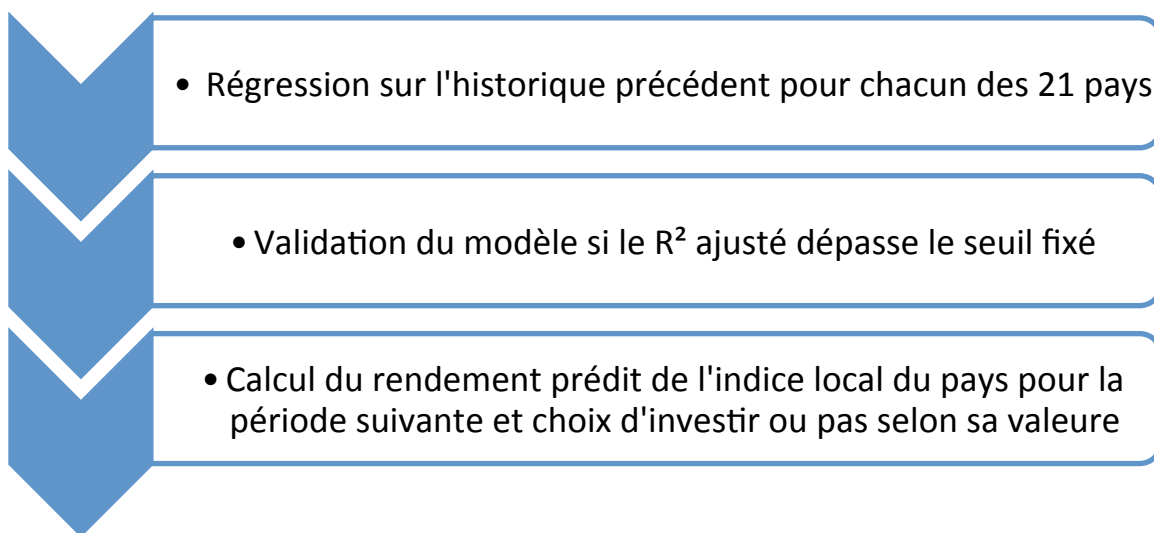 • Régression sur l'historique précédent pour chacun des 21 pays
• Validation du modèle si le R² ajusté dépasse le seuil fixé
• Calcul du rendement prédit de l'indice local du pays pour la
période suivante et choix d'investir ou pas selon sa valeure